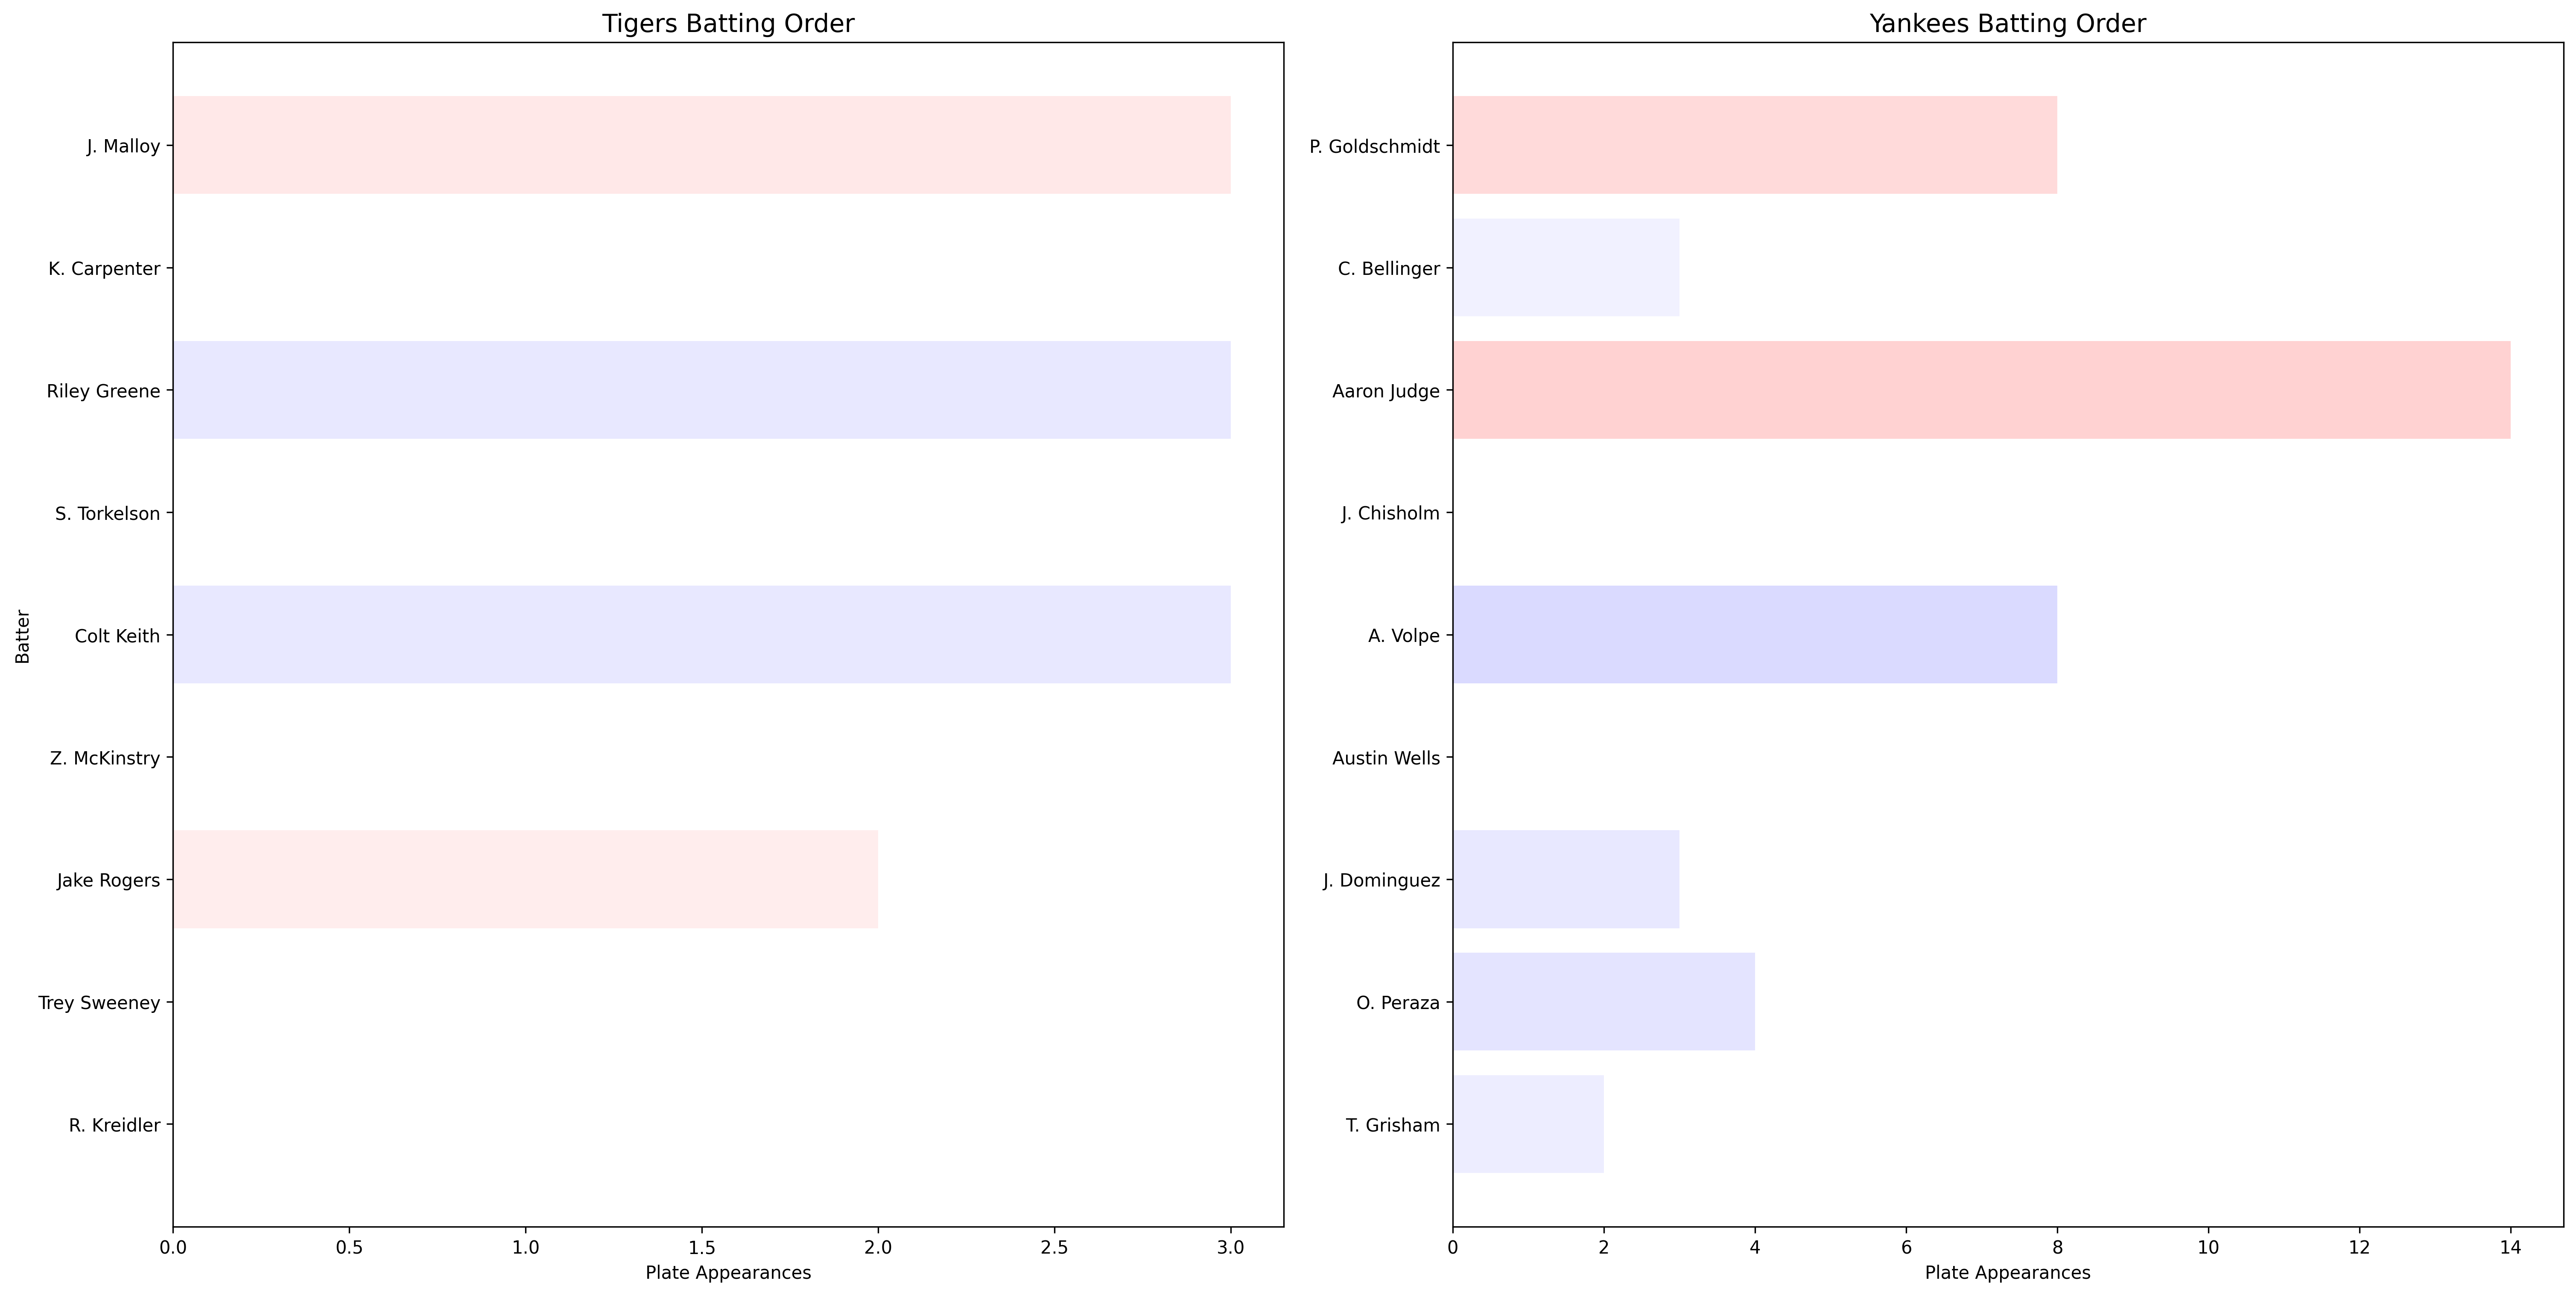 Tigers Batting Order
Batter
J. Malloy
K. Carpenter
Riley Greene
S. Torkelson
Colt Keith
Z. McKinstry
Jake Rogers
Trey Sweeney
R. Kreidler
0.0 0.5 1.0 1.5 2.0 2.5 3.0
Plate Appearances
Yankees Batting Order
P. Goldschmidt
C. Bellinger
Aaron Judge
J. Chisholm
A. Volpe
Austin Wells
J. Dominguez
O. Peraza
T. Grisham
0 2 4 6 8 10 12 14
Plate Appearances